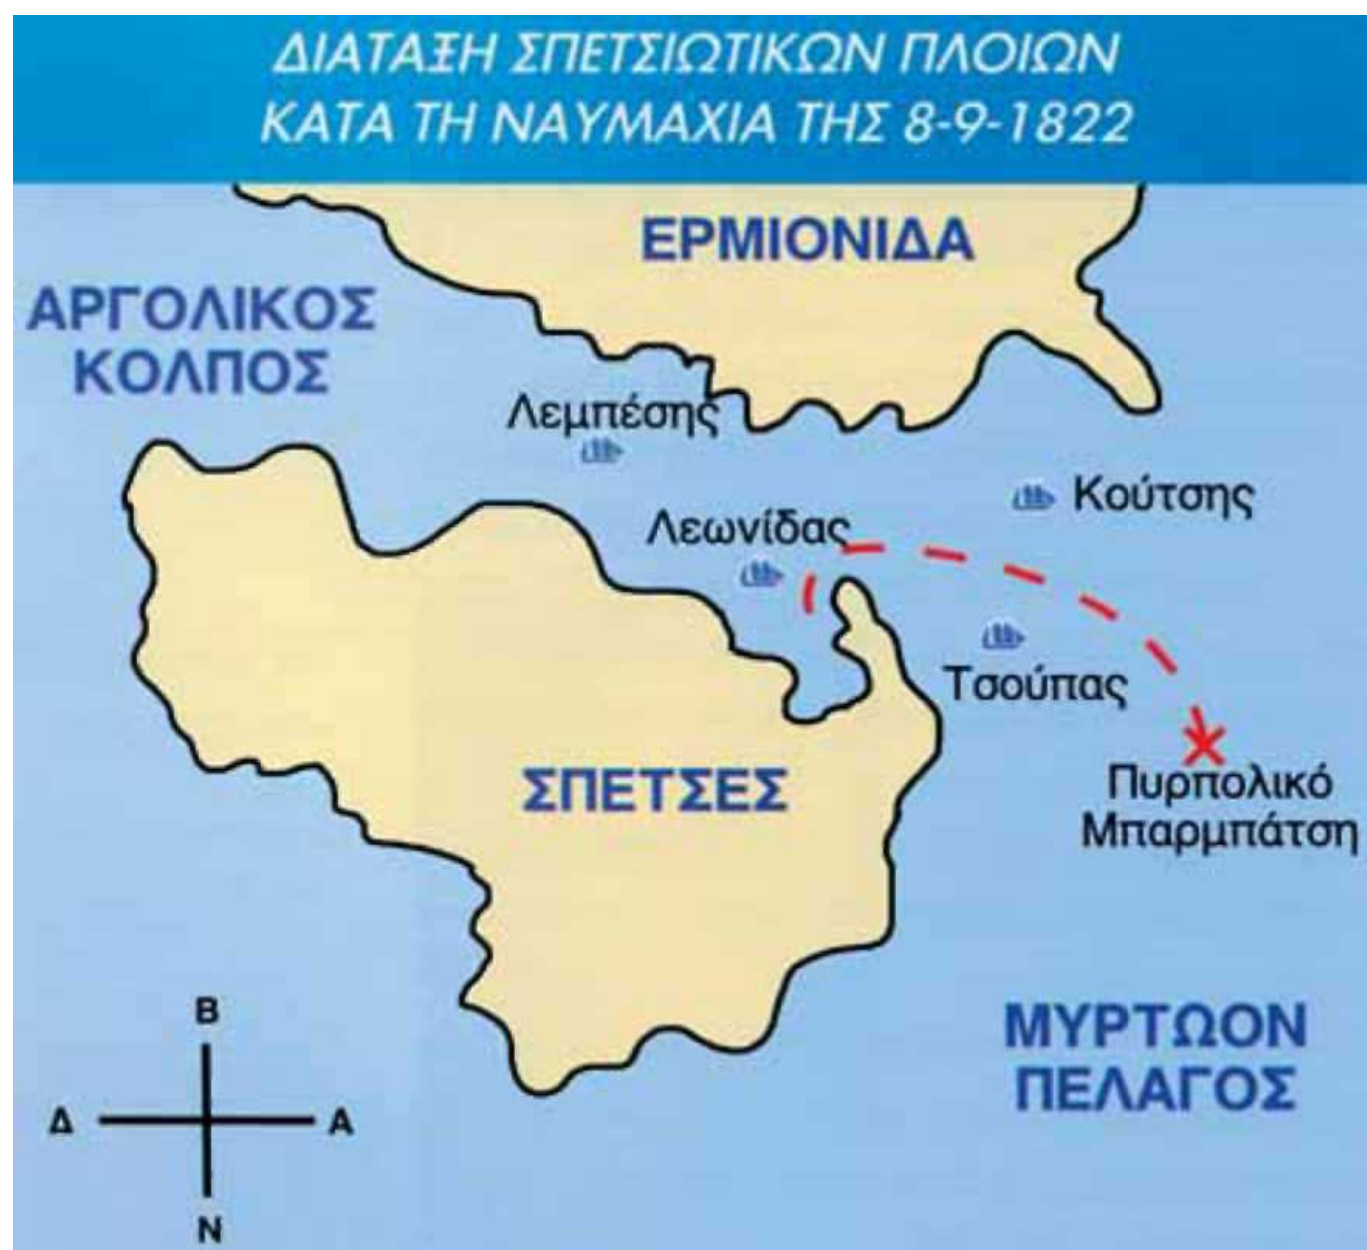 ΔΙΑΤΑΞΗ ΣΠΕΤΣΙΩΤΙΚΩΝ ΠΛΟΙΩΝ
ΚΑΤΑ ΤΗ ΝΑΥΜΑΧΙΑ ΤΗΣ 8-9-1822
ΕΡΜΙΟΝΙΔΑ
ΑΡΓΟΛΙΚΟΣ
ΚΟΛΠΟΣ
Λεμπέσης
Κούτσης
Λεωνίδας
Τσούπας
ΣΠΕΤΣΕΣ
Πυρπολικό
Μπαρμπάτση
ΜΥΡΤΩΟΝ
ΠΕΛΑΓΟΣ
Β
Δ Α
Ν